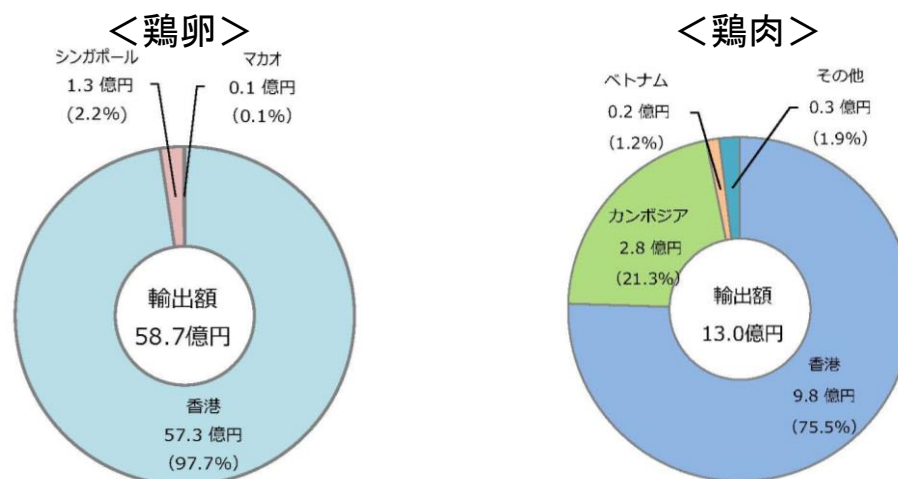 ＜鶏卵＞
シンガポール
1.3 億円
(2.2%)
マカオ
0.1 億円
(0.1%)
輸出額
58.7億円
香港
57.3 億円
(97.7%)
＜鶏肉＞
ベトナム
0.2 億円
(1.2%)
その他
0.3 億円
(1.9%)
カンボジア
2.8 億円
(21.3%)
輸出額
13.0億円
香港
9.8 億円
(75.5%)